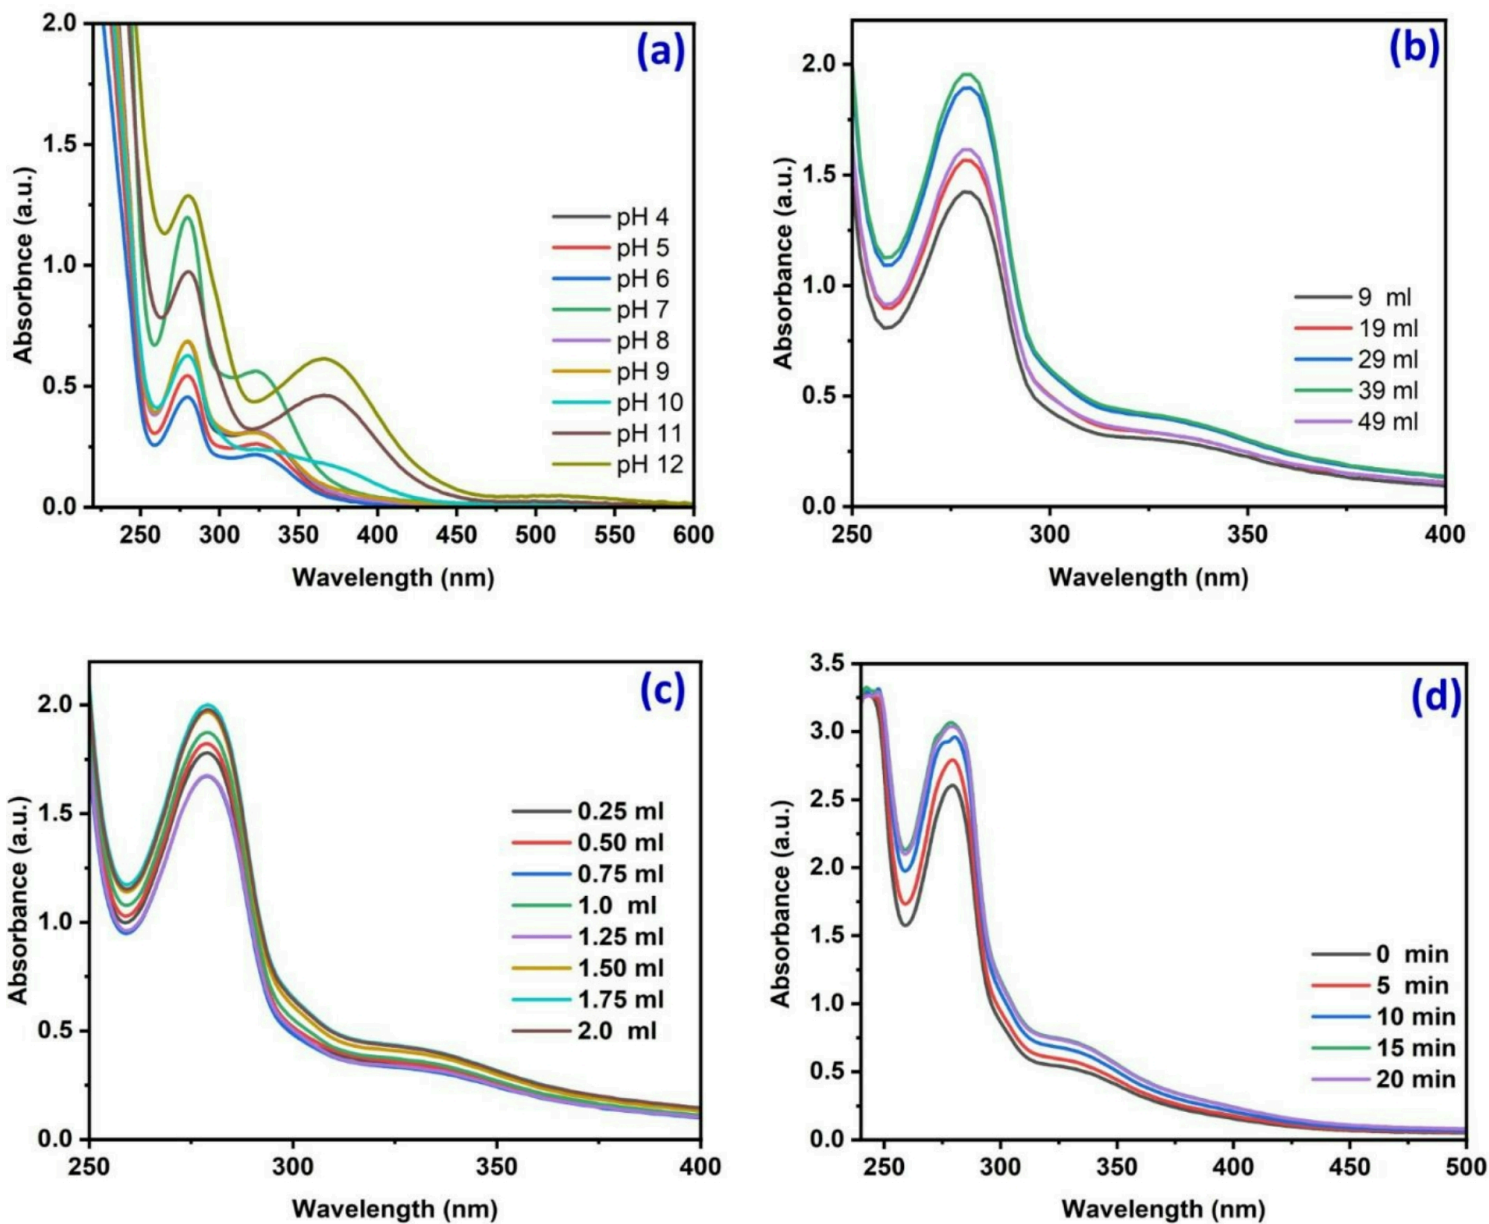 (a)
2.0
1.5
1.0
0.5
0.0
Absorbnce (a.u.)
pH 4
pH 5
pH 6
pH 7
pH 8
pH 9
pH 10
pH 11
pH 12
250 300 350 400 450 500 550 600
Wavelength (nm)
(b)
2.0
1.5
1.0
0.5
0.0
Absorbance (a.u.)
9 ml
19 ml
29 ml
39 ml
49 ml
250 300 350 400
Wavelength (nm)
(c)
2.0
1.5
1.0
0.5
0.0
Absorbance (a.u.)
0.25 ml
0.50 ml
0.75 ml
1.0 ml
1.25 ml
1.50 ml
1.75 ml
2.0 ml
250 300 350 400
Wavelength (nm)
(d)
3.5
3.0
2.5
2.0
1.5
1.0
0.5
0.0
Absorbance (a.u.)
0 min
5 min
10 min
15 min
20 min
250 300 350 400 450 500
Wavelength (nm)